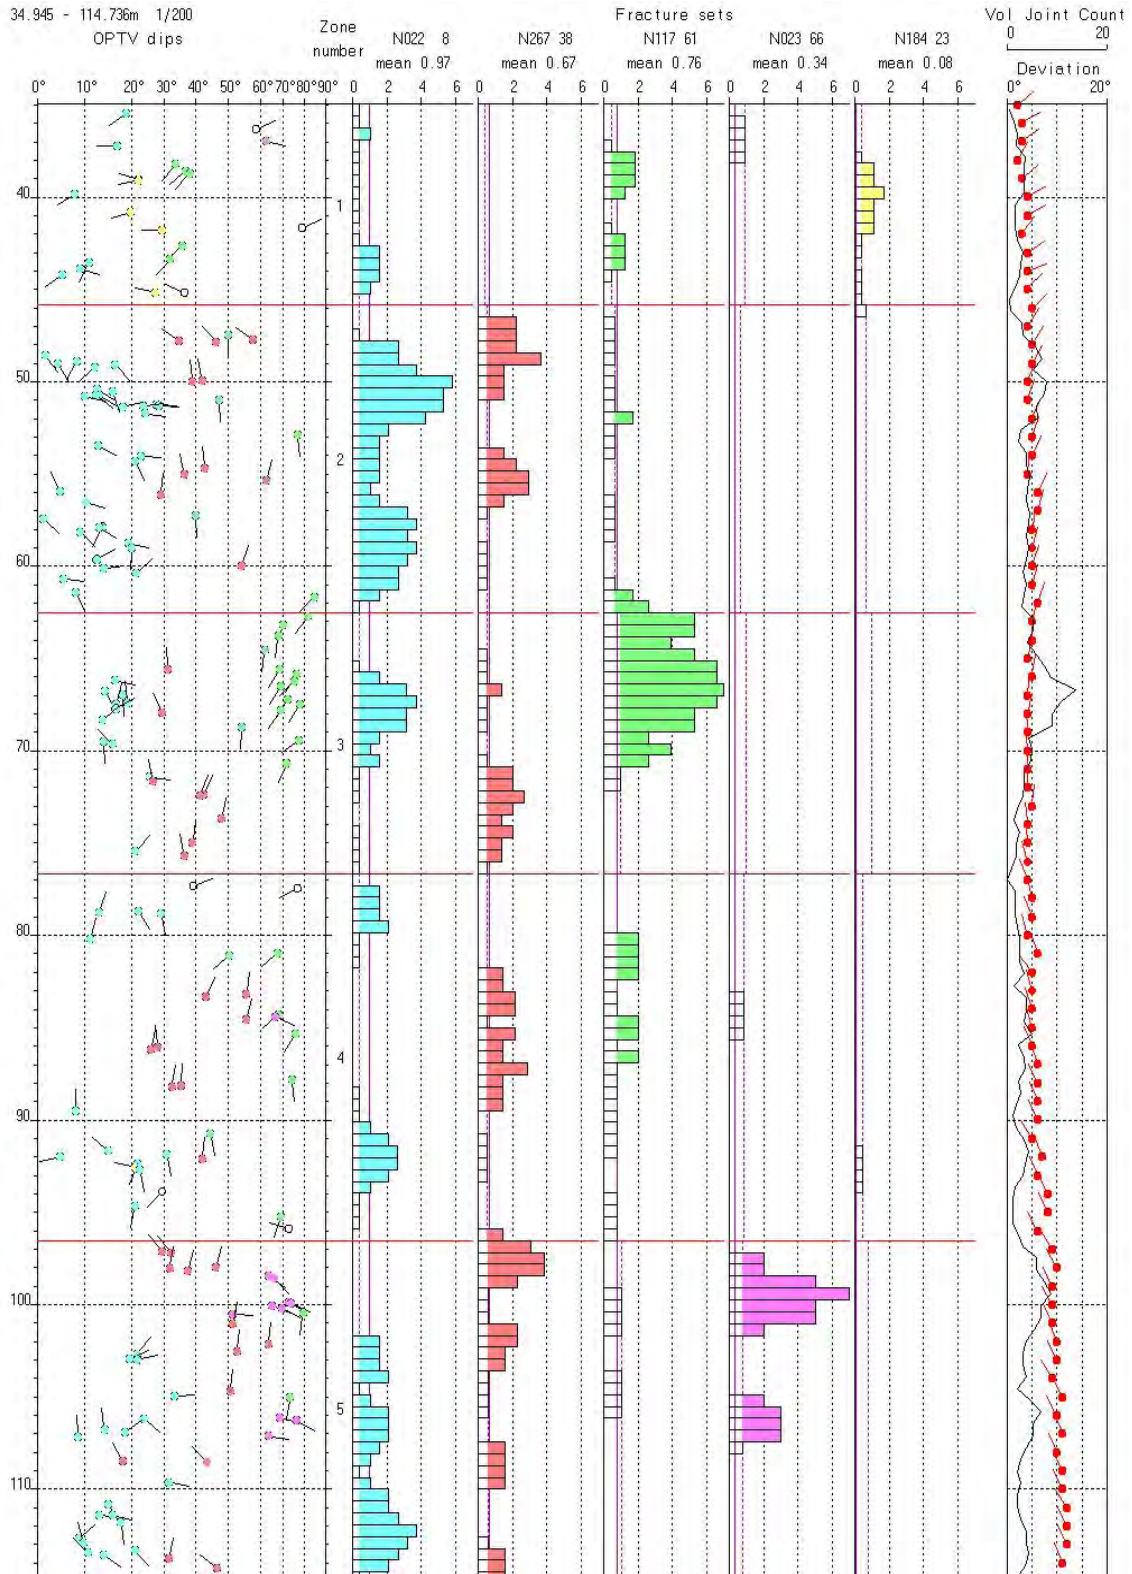 34.945 - 114.736m 1/200
Fracture sets
Vol Joint Count
OPTV dips
Zone number
N022 8
N267 38
N117 61
N023 66
N184 23
0 20
mean 0.97
mean 0.67
mean 0.76
mean 0.34
mean 0.08
Deviation
0° 10° 20° 30° 40° 50° 60° 70° 80° 90°
0 2 4 6
0 2 4 6
0 2 4 6
0 2 4 6
0 2 4 6
0° 20°
40
1
50
2
60
70
3
80
4
90
100
5
110